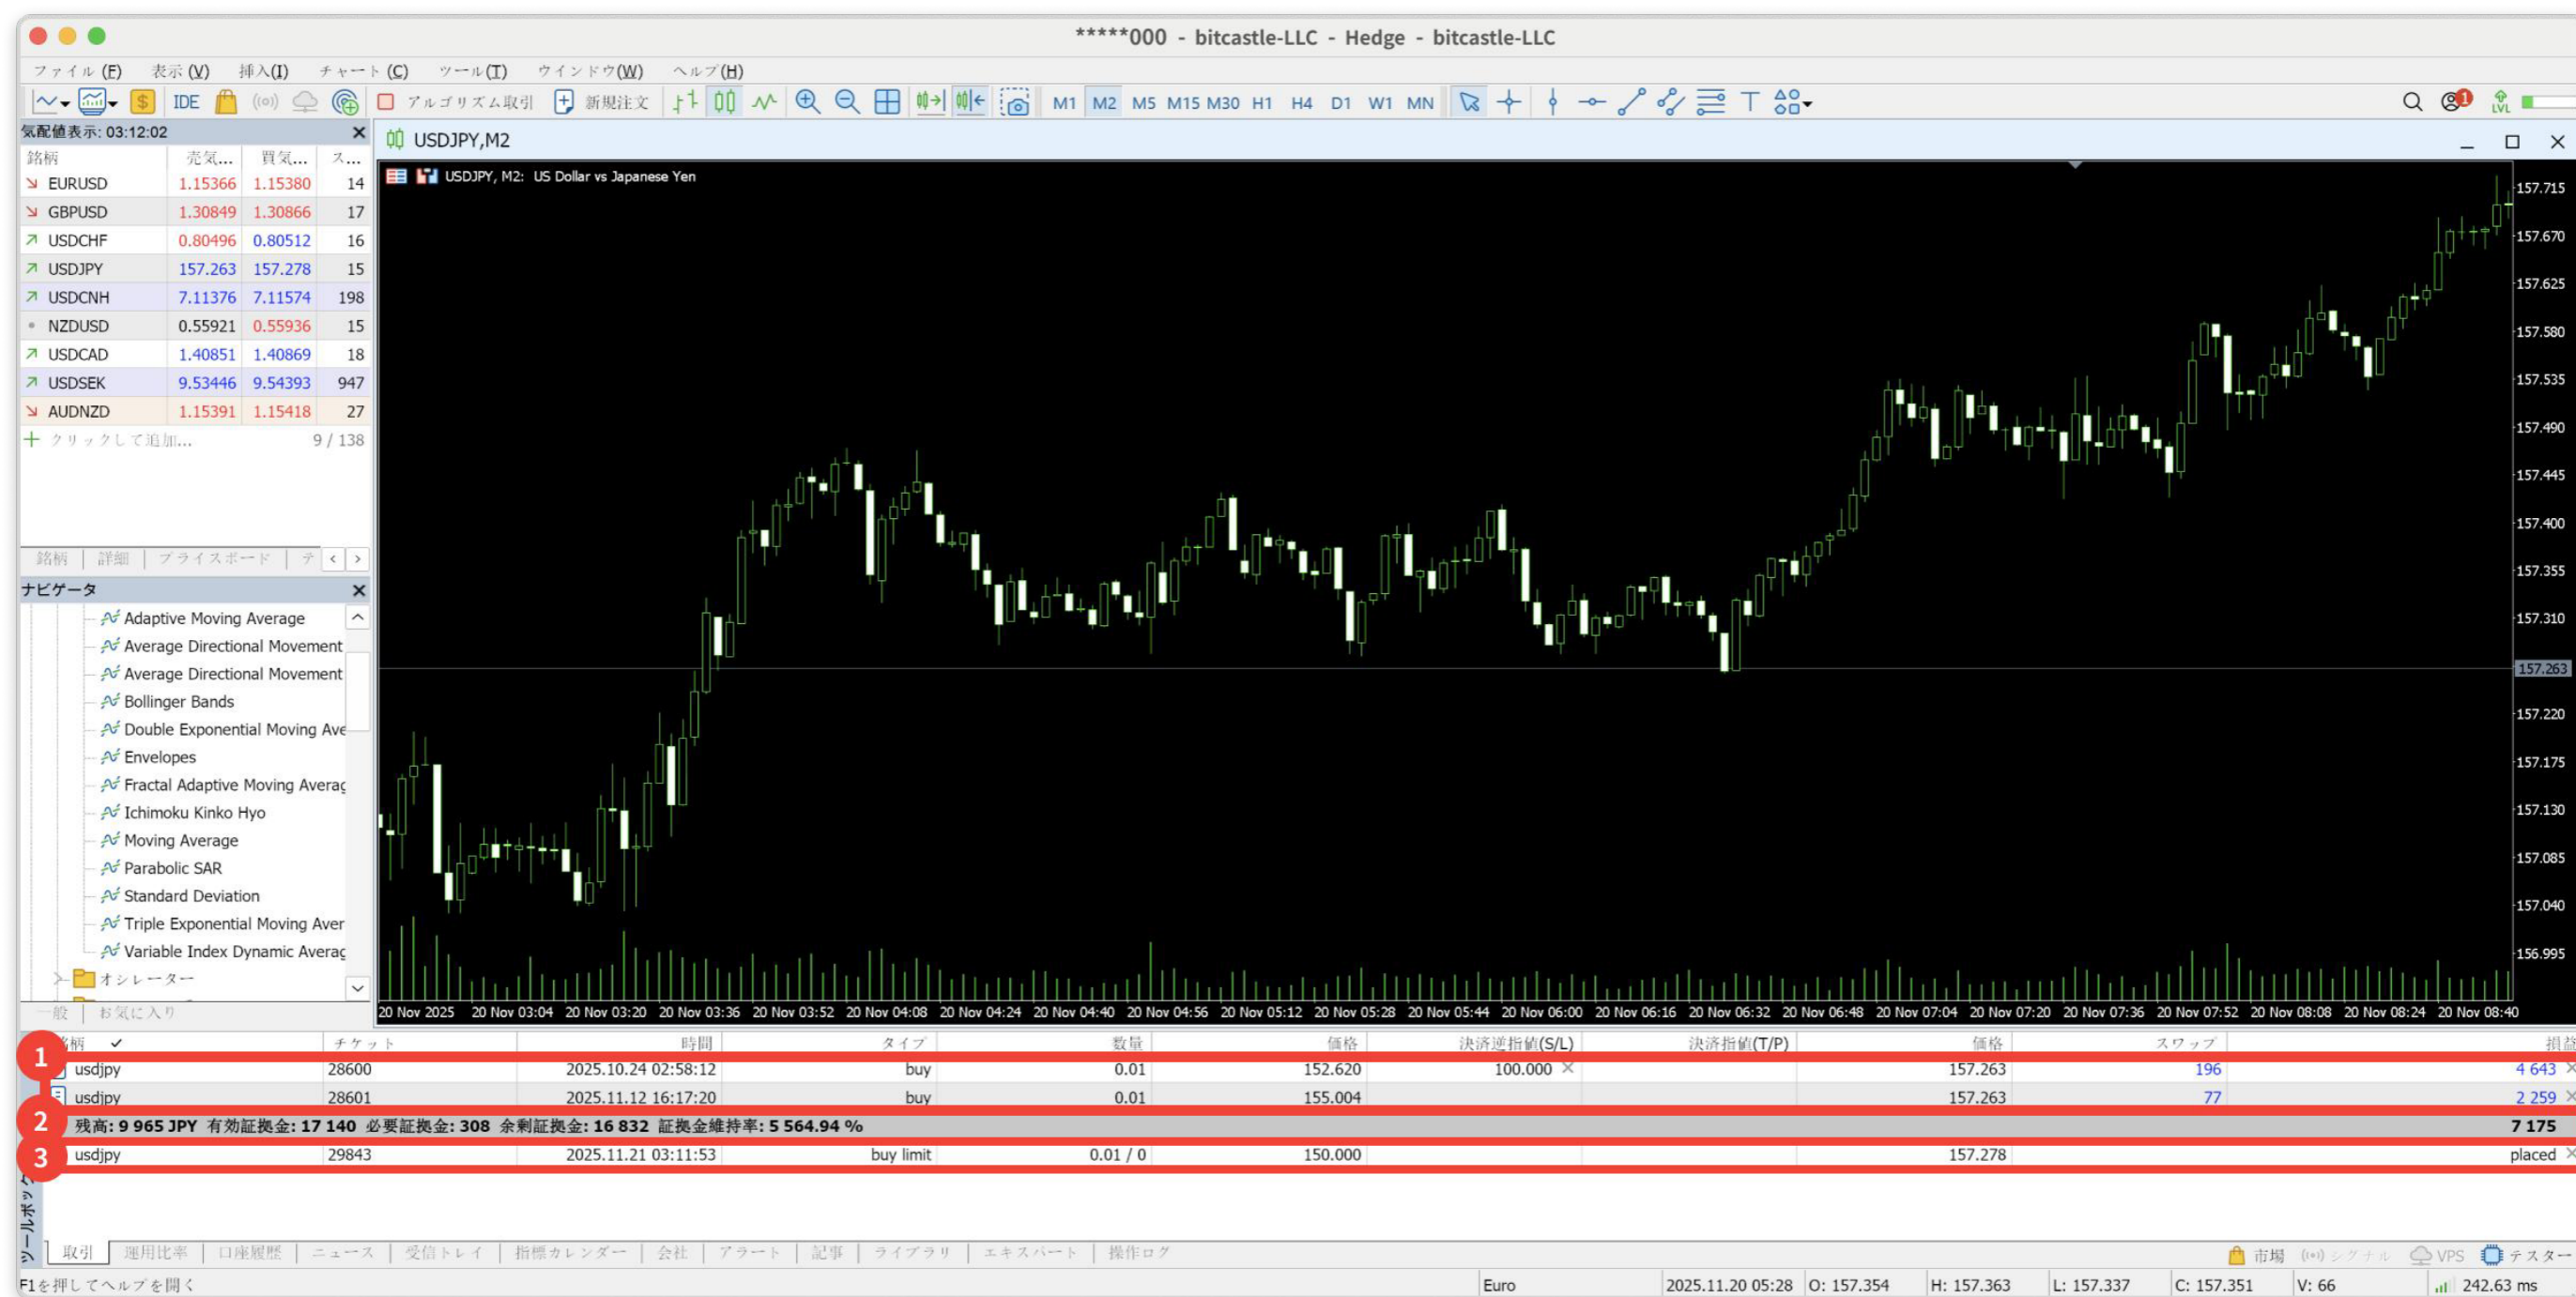 *****000 - bitcastle-LLC - Hedge - bitcastle-LLC
ファイル (F) 表示 (V) 挿入(I) チャート (C) ツール(T) ウインドウ(W) ヘルプ(H)
IDE アルゴリズム取引 新規注文 M1 M2 M5 M15 M30 H1 H4 D1 W1 MN 1 LVL
気配値表示: 03:12:02
銘柄 売気... 買気... ス...
EURUSD 1.15366 1.15380 14
GBPUSD 1.30849 1.30866 17
USDCHF 0.80496 0.80512 16
USDJPY 157.263 157.278 15
USDCNH 7.11376 7.11574 198
NZDUSD 0.55921 0.55936 15
USDCAD 1.40851 1.40869 18
USDSEK 9.53446 9.54393 947
AUDNZD 1.15391 1.15418 27
クリックして追加... 9 / 138
銘柄 詳細 プライスボード テ
ナビゲータ
Adaptive Moving Average
Average Directional Movement
Average Directional Movement
Bollinger Bands
Double Exponential Moving Ave
Envelopes
Fractal Adaptive Moving Averag
Ichimoku Kinko Hyo
Moving Average
Parabolic SAR
Standard Deviation
Triple Exponential Moving Aver
Variable Index Dynamic Averag
オシレーター
一般 お気に入り
USDJPY,M2
USDJPY, M2: US Dollar vs Japanese Yen
157.715
157.670
157.625
157.580
157.535
157.490
157.445
157.400
157.355
157.310
157.263
157.220
157.175
157.130
157.085
157.040
156.995
20 Nov 2025 20 Nov 03:04 20 Nov 03:20 20 Nov 03:36 20 Nov 03:52 20 Nov 04:08 20 Nov 04:24 20 Nov 04:40 20 Nov 04:56 20 Nov 05:12 20 Nov 05:28 20 Nov 05:44 20 Nov 06:00 20 Nov 06:16 20 Nov 06:32 20 Nov 06:48 20 Nov 07:04 20 Nov 07:20 20 Nov 07:36 20 Nov 07:52 20 Nov 08:08 20 Nov 08:24 20 Nov 08:40
柄 チケット 時間 タイプ 数量 価格 決済逆指値(S/L) 決済指値(T/P) 価格 スワップ 損益
1
usdjpy 28600 2025.10.24 02:58:12 buy 0.01 152.620 100.000 157.263 196 4 643
usdjpy 28601 2025.11.12 16:17:20 buy 0.01 155.004 157.263 77 2 259
2
残高: 9 965 JPY 有効証拠金: 17 140 必要証拠金: 308 余剰証拠金: 16 832 証拠金維持率: 5 564.94 % 7 175
3
usdjpy 29843 2025.11.21 03:11:53 buy limit 0.01 / 0 150.000 157.278 placed
ツールボック
取引 運用比率 口座履歴 ニュース 受信トレイ 指標カレンダー 会社 アラート 記事 ライブラリ エキスパート 操作ログ 市場 シグナル VPS テスター
F1を押してヘルプを開く Euro 2025.11.20 05:28 O: 157.354 H: 157.363 L: 157.337 C: 157.351 V: 66 242.63 ms